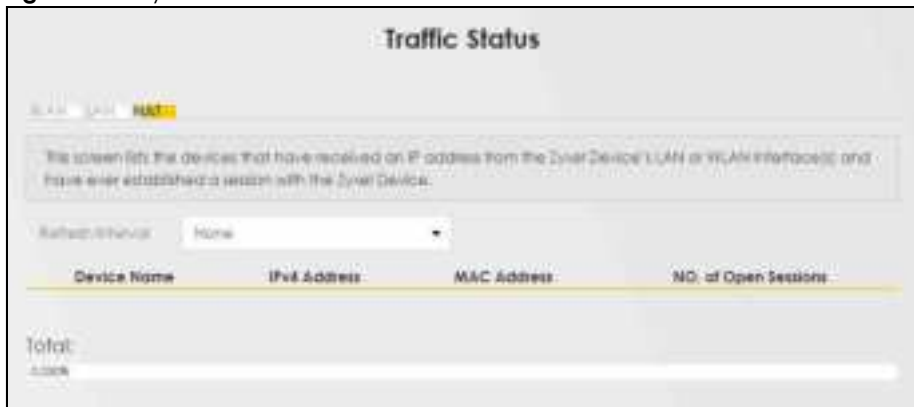 Traffic Status
WAN LAN NAT
This screen lists the devices that have received an IP address from the Zyxel Device's LAN or WLAN interface(s) and
have ever established a session with the Zyxel Device.
Refresh Interval None
Device Name IPv4 Address MAC Address NO. of Open Sessions
Total: